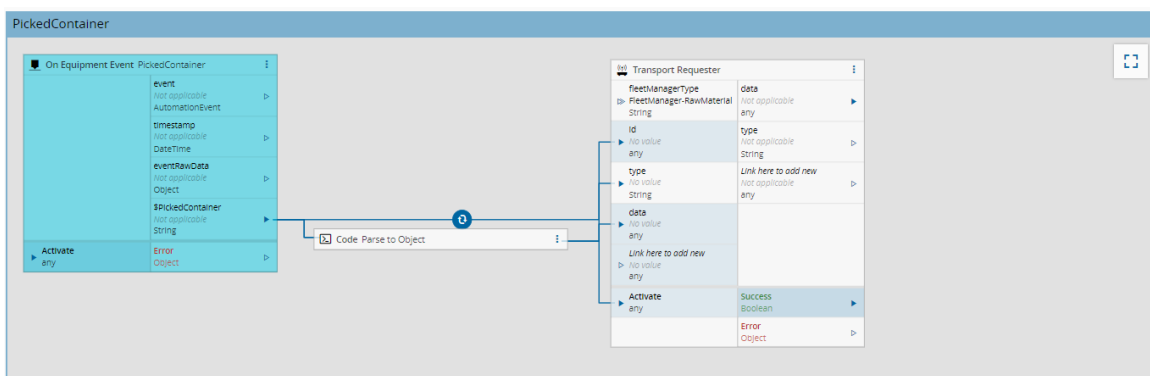 PickedContainer
On Equipment Event PickedContainer
event
Not applicable
AutomationEvent
timestamp
Not applicable
DateTime
eventRawData
Not applicable
Object
$PickedContainer
Not applicable
String
Activate
any
Error
Object
Code Parse to Object
Transport Requester
fleetManagerType
FleetManager-RawMaterial
String
data
Not applicable
any
id
No value
any
type
Not applicable
String
type
No value
String
Link here to add new
Not applicable
any
data
No value
any
Link here to add new
No value
any
Activate
any
Success
Boolean
Error
Object